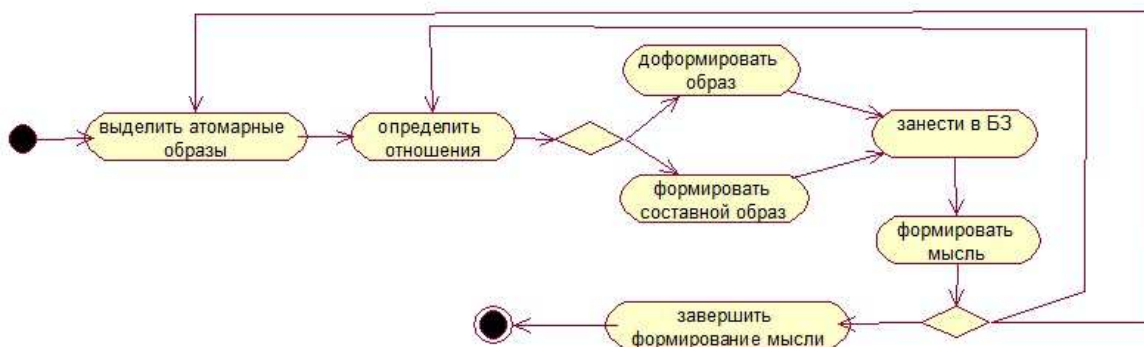 выделить атомарные
образы
определить
отношения
доформировать
образ
формировать
составной образ
занести в БЗ
формировать
мысль
завершить
формирование мысли